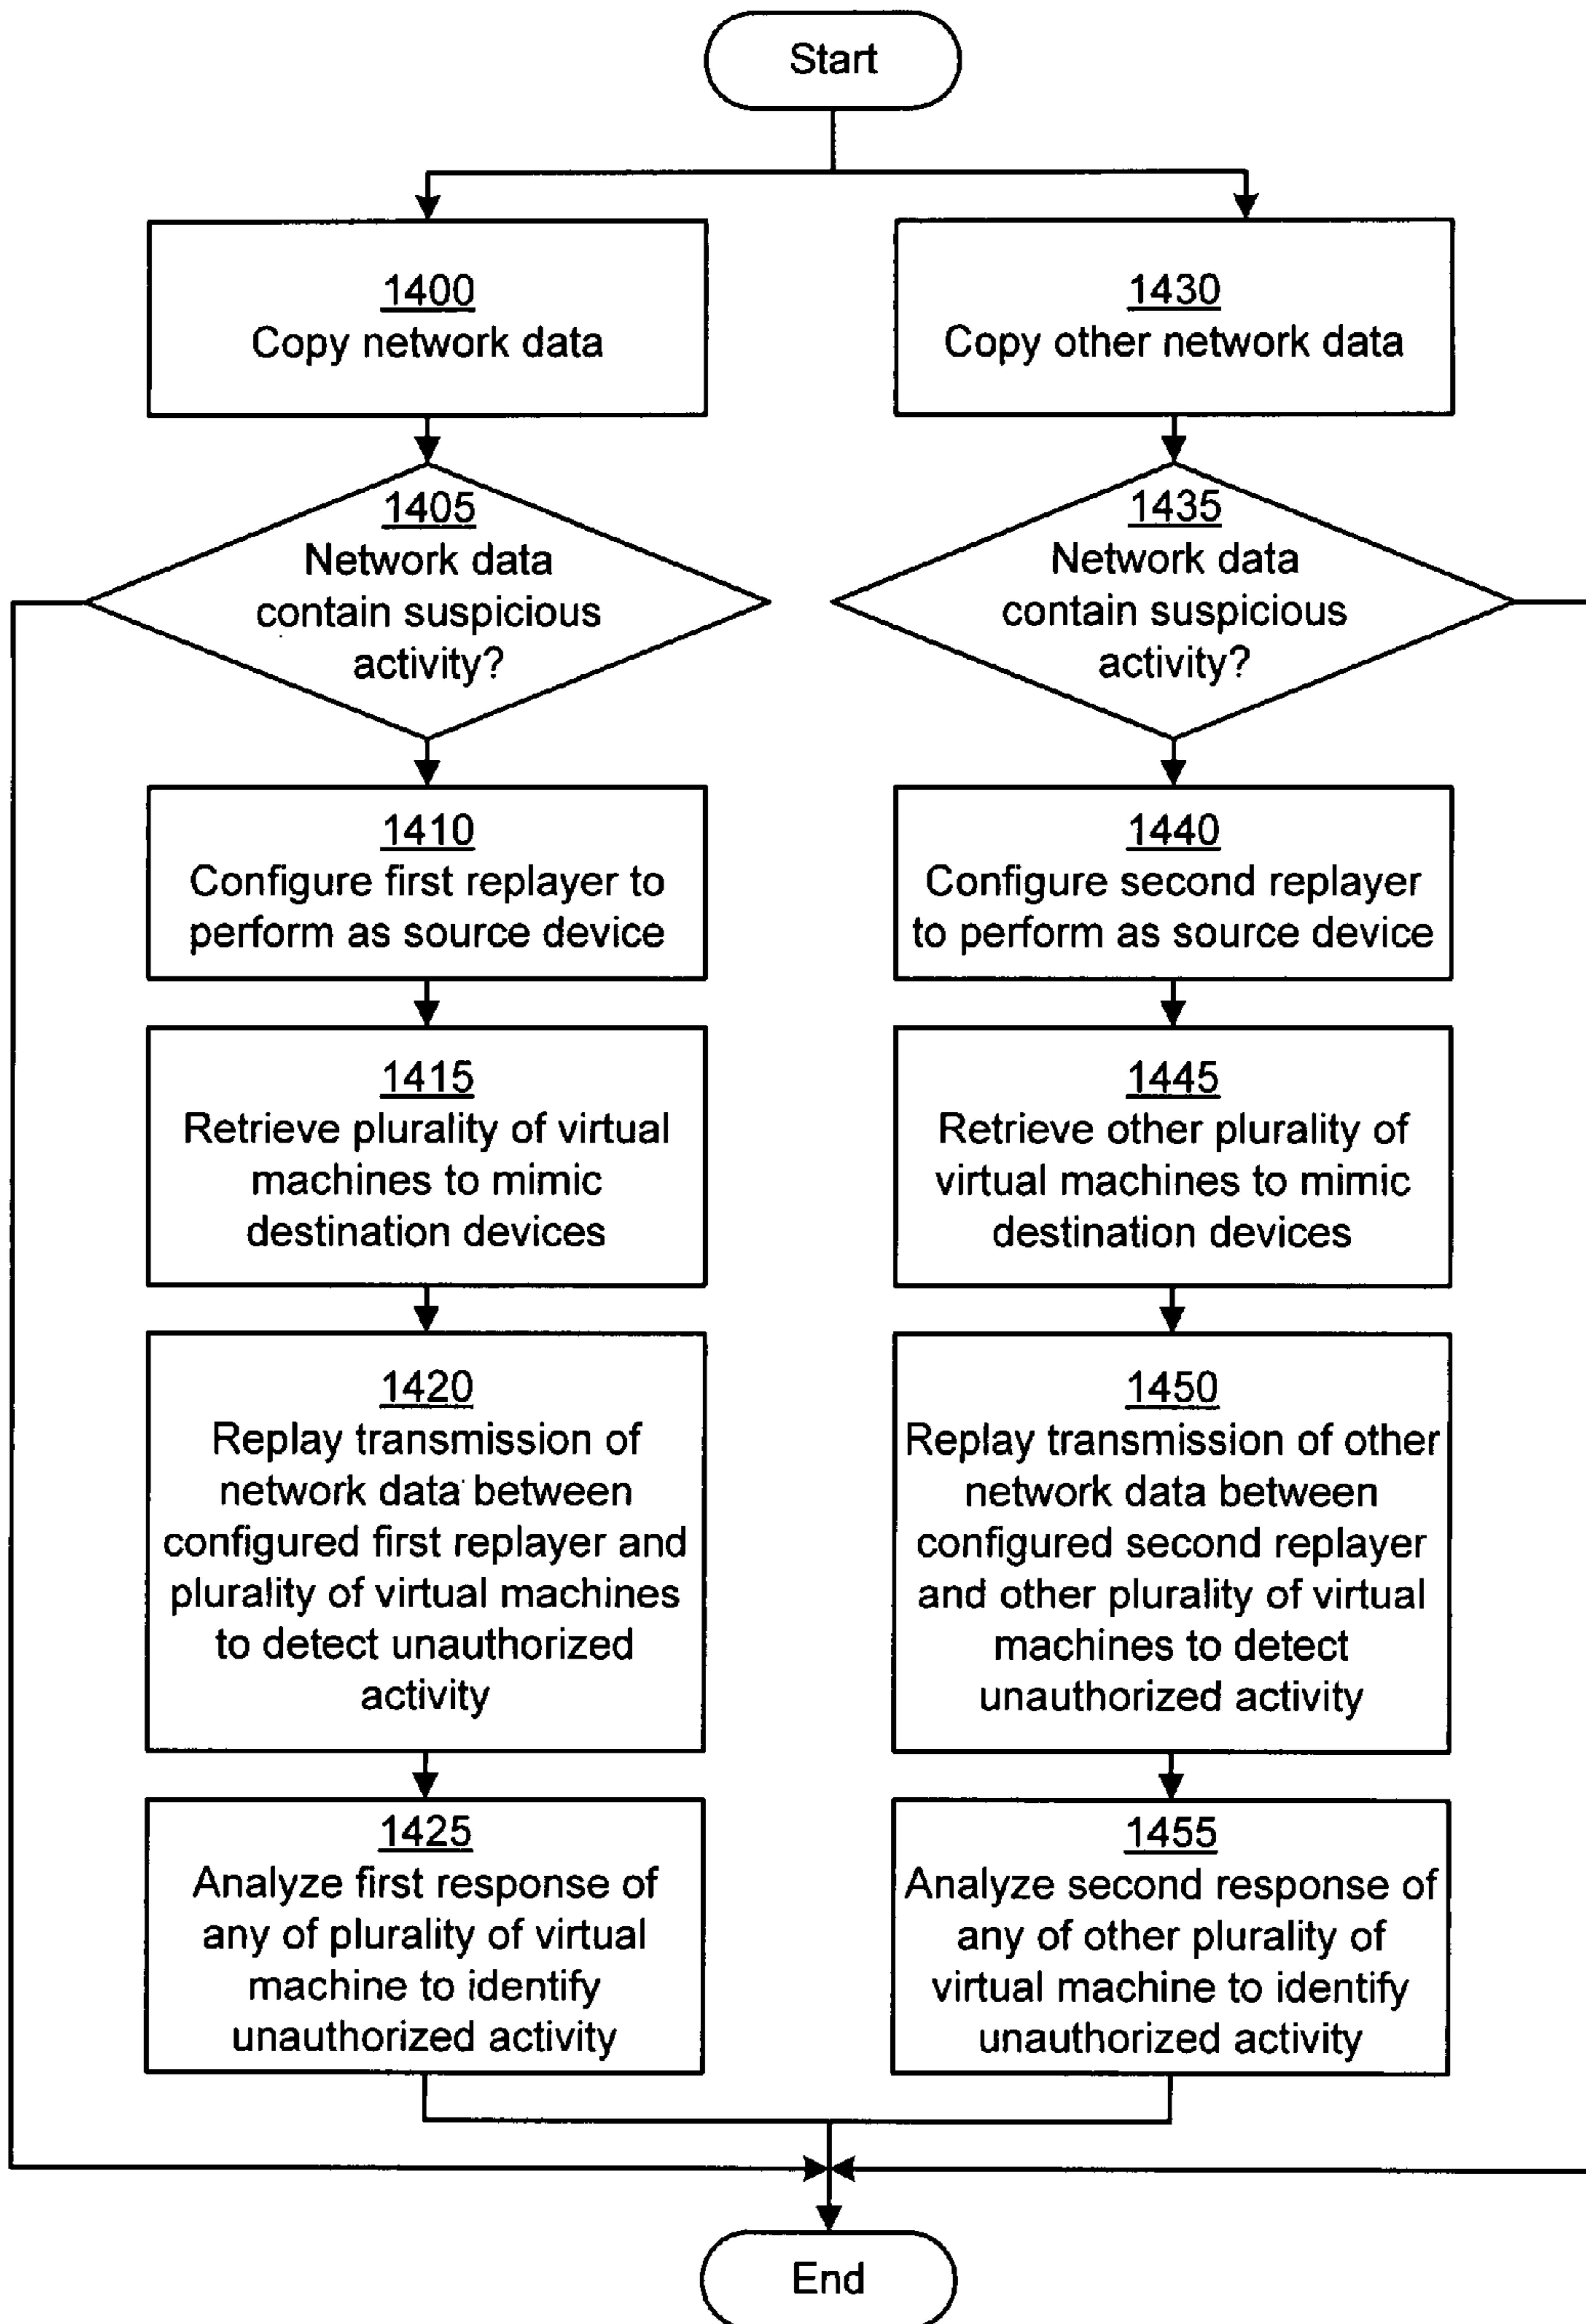 Start
1400
Copy network data
1405
Network data
contain suspicious
activity?
1410
Configure first replayer to
perform as source device
1415
Retrieve plurality of virtual
machines to mimic
destination devices
1420
Replay transmission of
network data between
configured first replayer and
plurality of virtual machines
to detect unauthorized
activity
1425
Analyze first response of
any of plurality of virtual
machine to identify
unauthorized activity
1430
Copy other network data
1435
Network data
contain suspicious
activity?
1440
Configure second replayer
to perform as source device
1445
Retrieve other plurality of
virtual machines to mimic
destination devices
1450
Replay transmission of other
network data between
configured second replayer
and other plurality of virtual
machines to detect
unauthorized activity
1455
Analyze second response of
any of other plurality of
virtual machine to identify
unauthorized activity
End